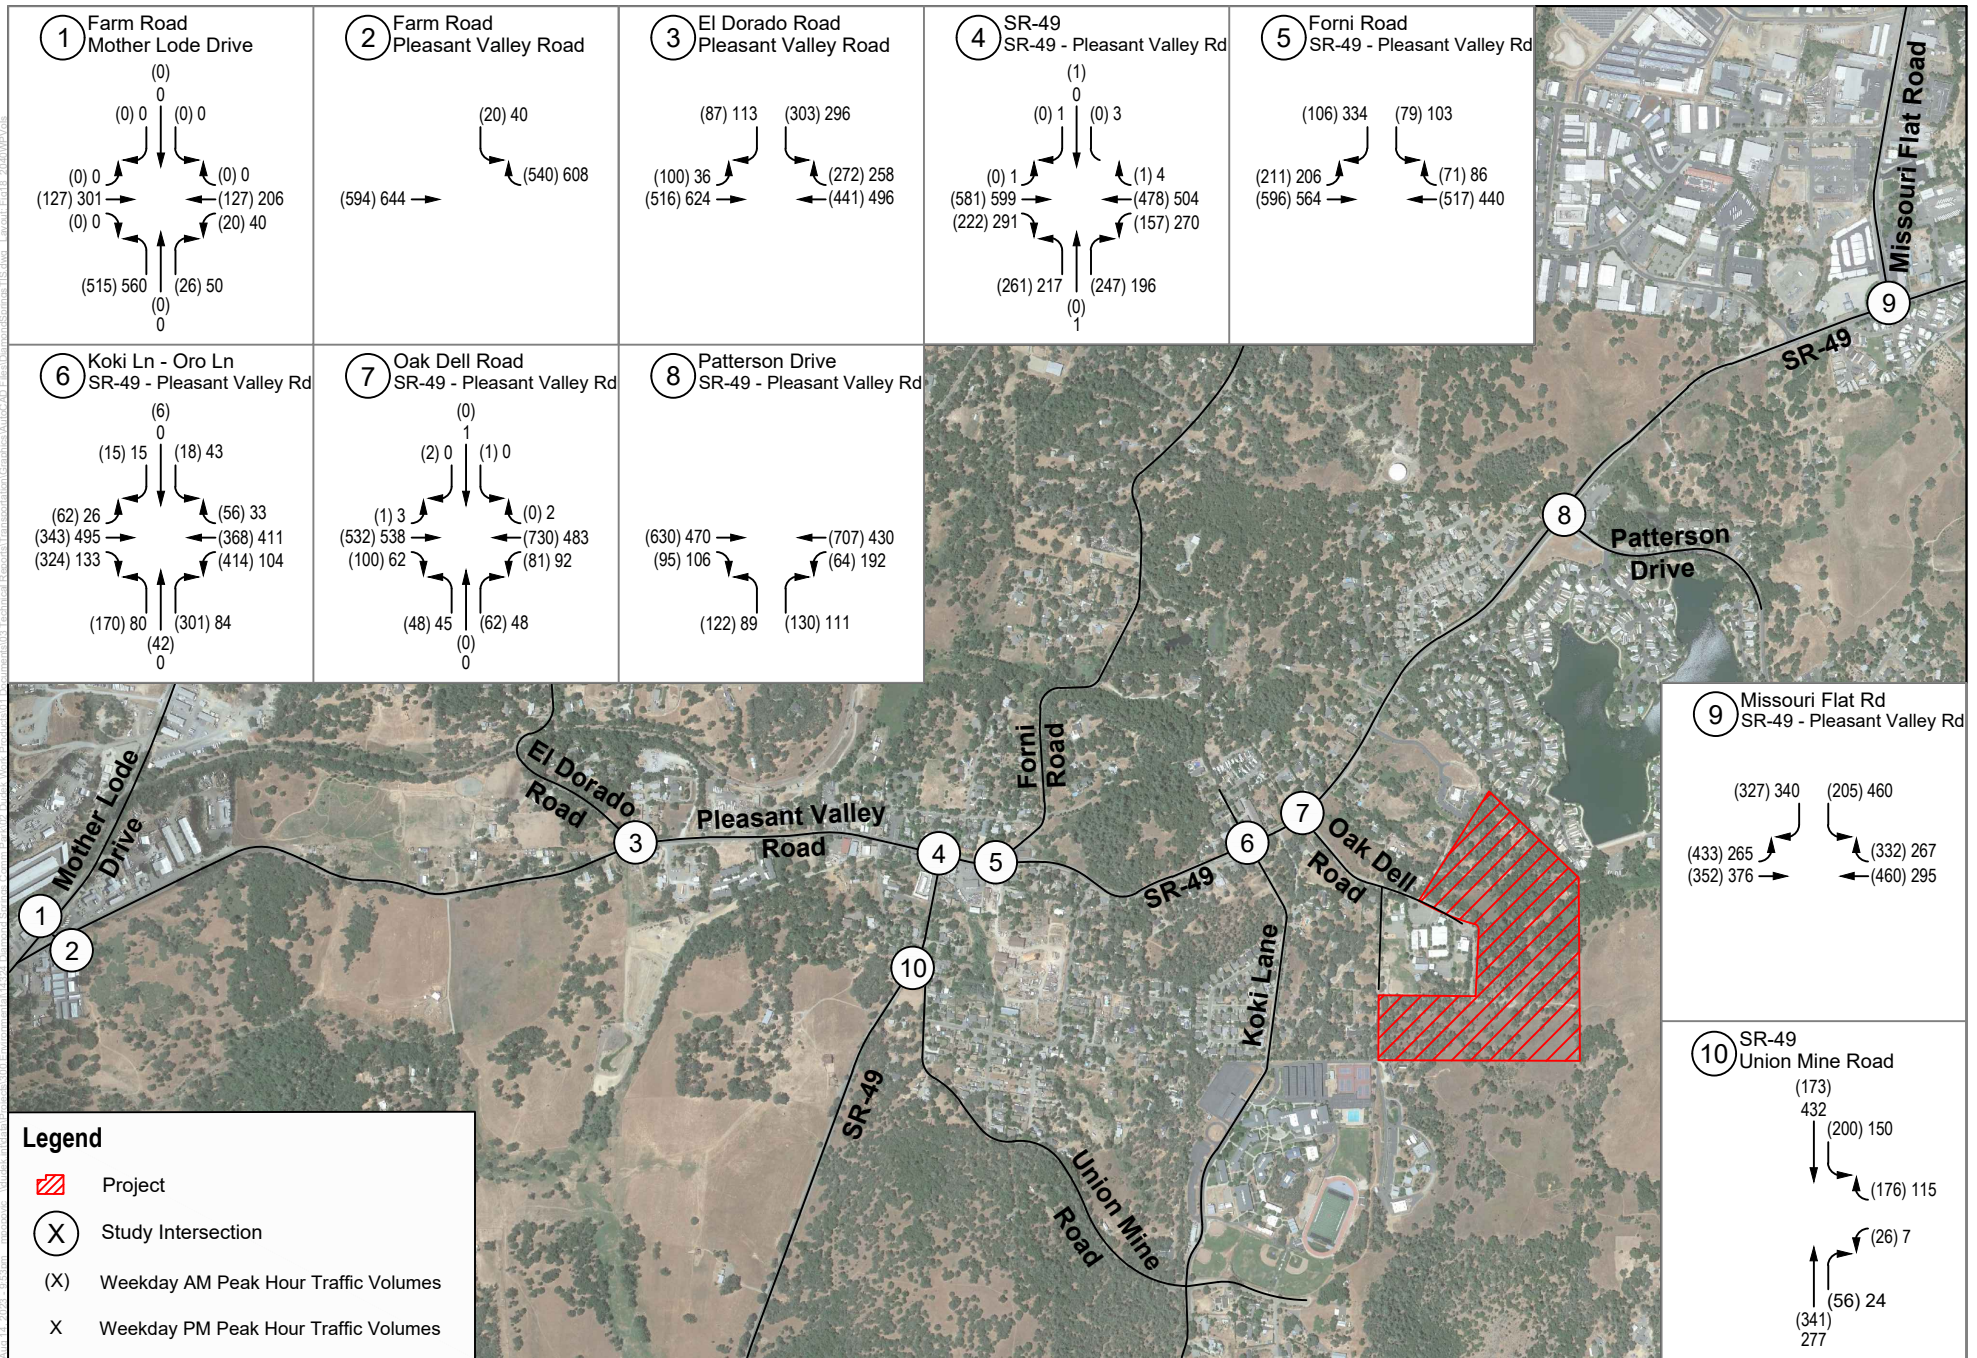 1
Farm Road
Mother Lode Drive
(0)
0
(0) 0
(0) 0
(0) 0
(0) 0
(127) 301
(127) 206
(0) 0
(20) 40
(515) 560
(26) 50
(0)
0
2
Farm Road
Pleasant Valley Road
(20) 40
(540) 608
(594) 644
3
El Dorado Road
Pleasant Valley Road
(87) 113
(303) 296
(100) 36
(272) 258
(516) 624
(441) 496
4
SR-49
SR-49 - Pleasant Valley Rd
(1)
0
(0) 1
(0) 3
(0) 1
(1) 4
(581) 599
(478) 504
(222) 291
(157) 270
(261) 217
(247) 196
(0)
1
5
Forni Road
SR-49 - Pleasant Valley Rd
(106) 334
(79) 103
(211) 206
(71) 86
(596) 564
(517) 440
6
Koki Ln - Oro Ln
SR-49 - Pleasant Valley Rd
(6)
0
(15) 15
(18) 43
(62) 26
(56) 33
(343) 495
(368) 411
(324) 133
(414) 104
(170) 80
(301) 84
(42)
0
7
Oak Dell Road
SR-49 - Pleasant Valley Rd
(0)
1
(2) 0
(1) 0
(1) 3
(0) 2
(532) 538
(730) 483
(100) 62
(81) 92
(48) 45
(62) 48
(0)
0
8
Patterson Drive
SR-49 - Pleasant Valley Rd
(630) 470
(707) 430
(95) 106
(64) 192
(122) 89
(130) 111
9
Missouri Flat Rd
SR-49 - Pleasant Valley Rd
(327) 340
(205) 460
(433) 265
(332) 267
(352) 376
(460) 295
10
SR-49
Union Mine Road
(173)
432
(200) 150
(176) 115
(26) 7
(56) 24
(341)
277
Missouri Flat Road
9
SR-49
8
Patterson
Drive
Forni
Road
El Dorado
Road
Mother Lode
Drive
Pleasant Valley
Road
3
4
5
6
7
Oak Dell
Road
SR-49
1
2
10
Koki Lane
SR-49
Union Mine
Road
Legend
Project
X
Study Intersection
(X)
Weekday AM Peak Hour Traffic Volumes
X
Weekday PM Peak Hour Traffic Volumes